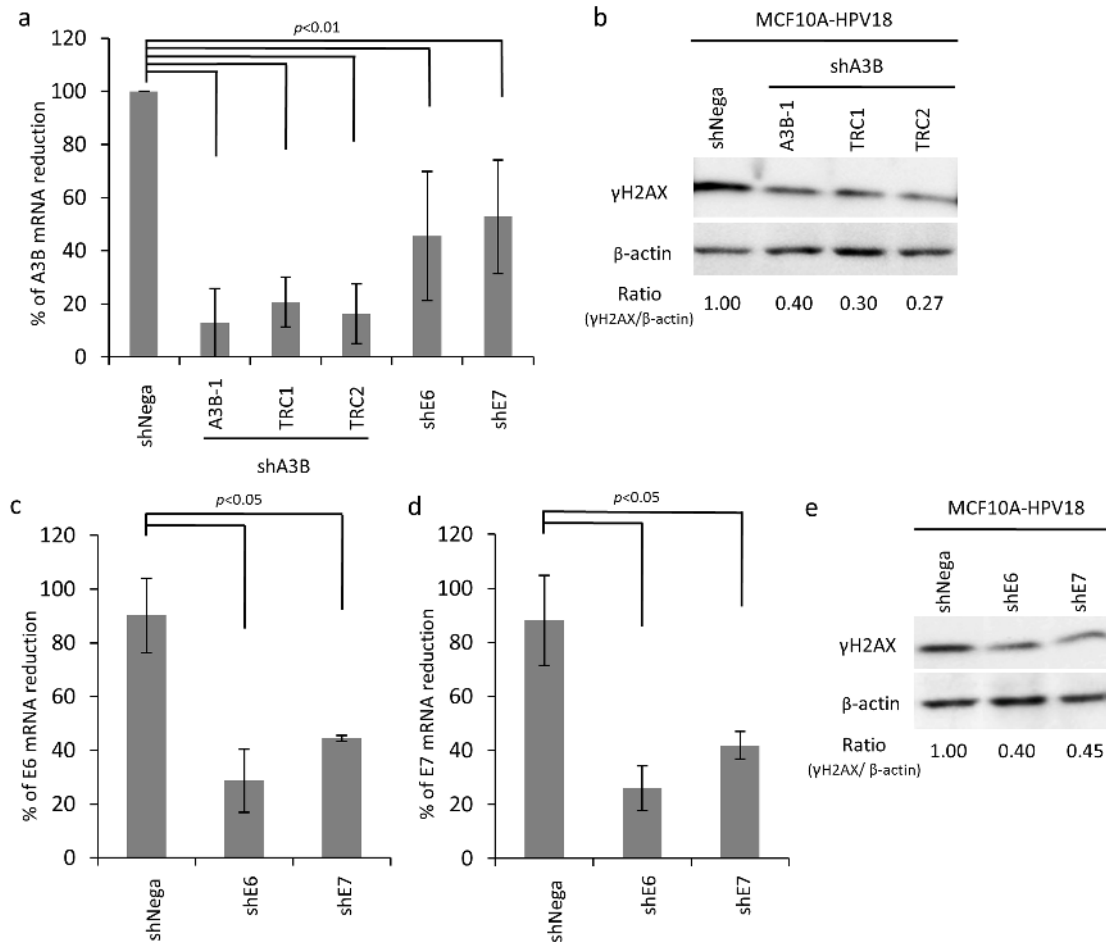 a
p<0.01
% of A3B mRNA reduction
120
100
80
60
40
20
0
shNega
A3B-1
TRC1
TRC2
shE6
shE7
shA3B
b
MCF10A-HPV18
shA3B
shNega
A3B-1
TRC1
TRC2
γH2AX
β-actin
Ratio 1.00 0.40 0.30 0.27
(γH2AX/β-actin)
c
p<0.05
% of E6 mRNA reduction
120
100
80
60
40
20
0
shNega
shE6
shE7
d
p<0.05
% of E7 mRNA reduction
120
100
80
60
40
20
0
shNega
shE6
shE7
e
MCF10A-HPV18
shNega
shE6
shE7
γH2AX
β-actin
Ratio 1.00 0.40 0.45
(γH2AX/ β-actin)